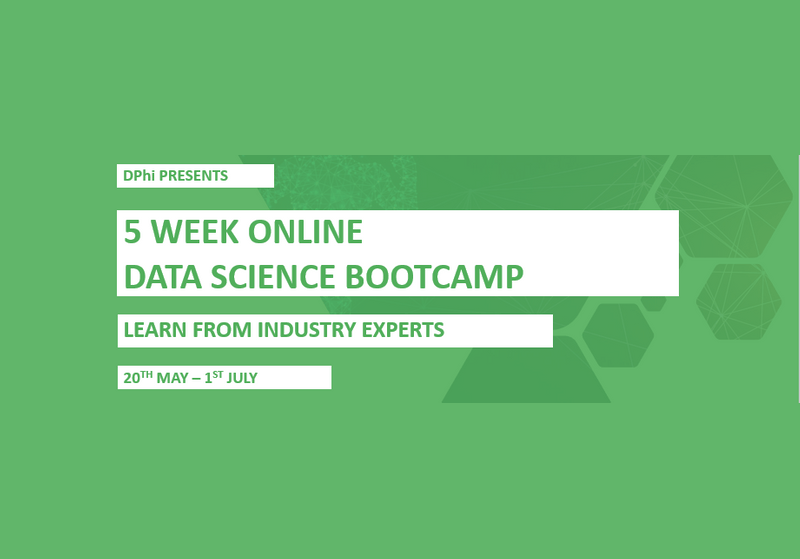 DPhi PRESENTS
5 WEEK ONLINE
DATA SCIENCE BOOTCAMP
LEARN FROM INDUSTRY EXPERTS
20TH MAY – 1ST JULY